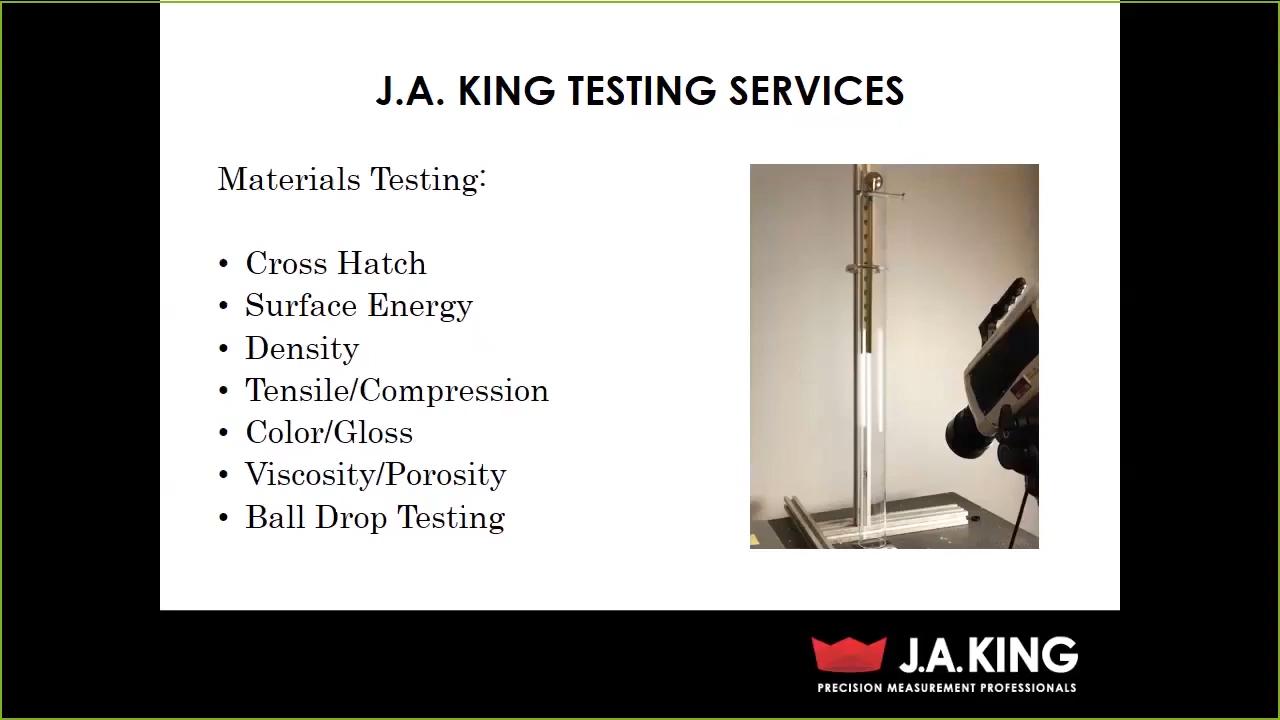 J.A. KING TESTING SERVICES
Materials Testing:
• Cross Hatch
• Surface Energy
• Density
• Tensile/Compression
• Color/Gloss
• Viscosity/Porosity
• Ball Drop Testing
J.A. KING
PRECISION MEASUREMENT PROFESSIONALS